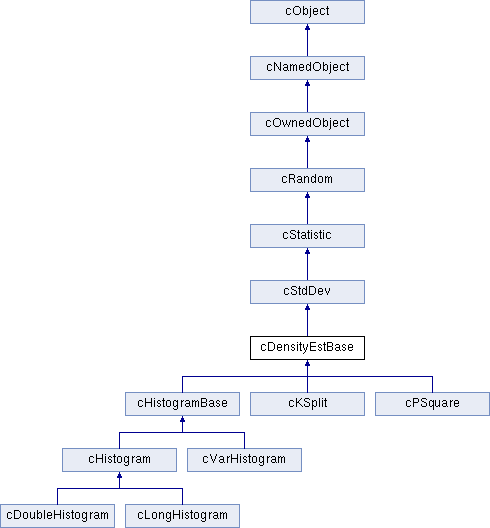 cObject
cNamedObject
cOwnedObject
cRandom
cStatistic
cStdDev
cDensityEstBase
cHistogramBase
cKSplit
cPSquare
cHistogram
cVarHistogram
cDoubleHistogram
cLongHistogram